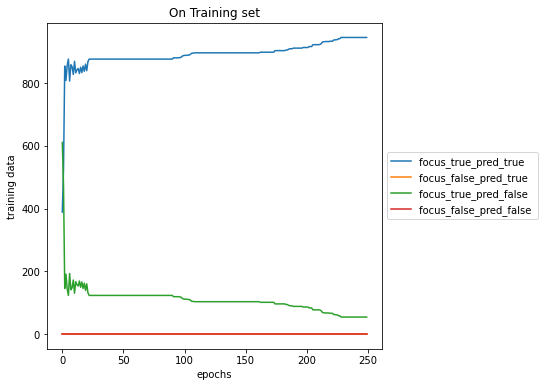 On Training set
training data
800
600
400
200
0
0 50 100 150 200 250
epochs
focus_true_pred_true
focus_false_pred_true
focus_true_pred_false
focus_false_pred_false